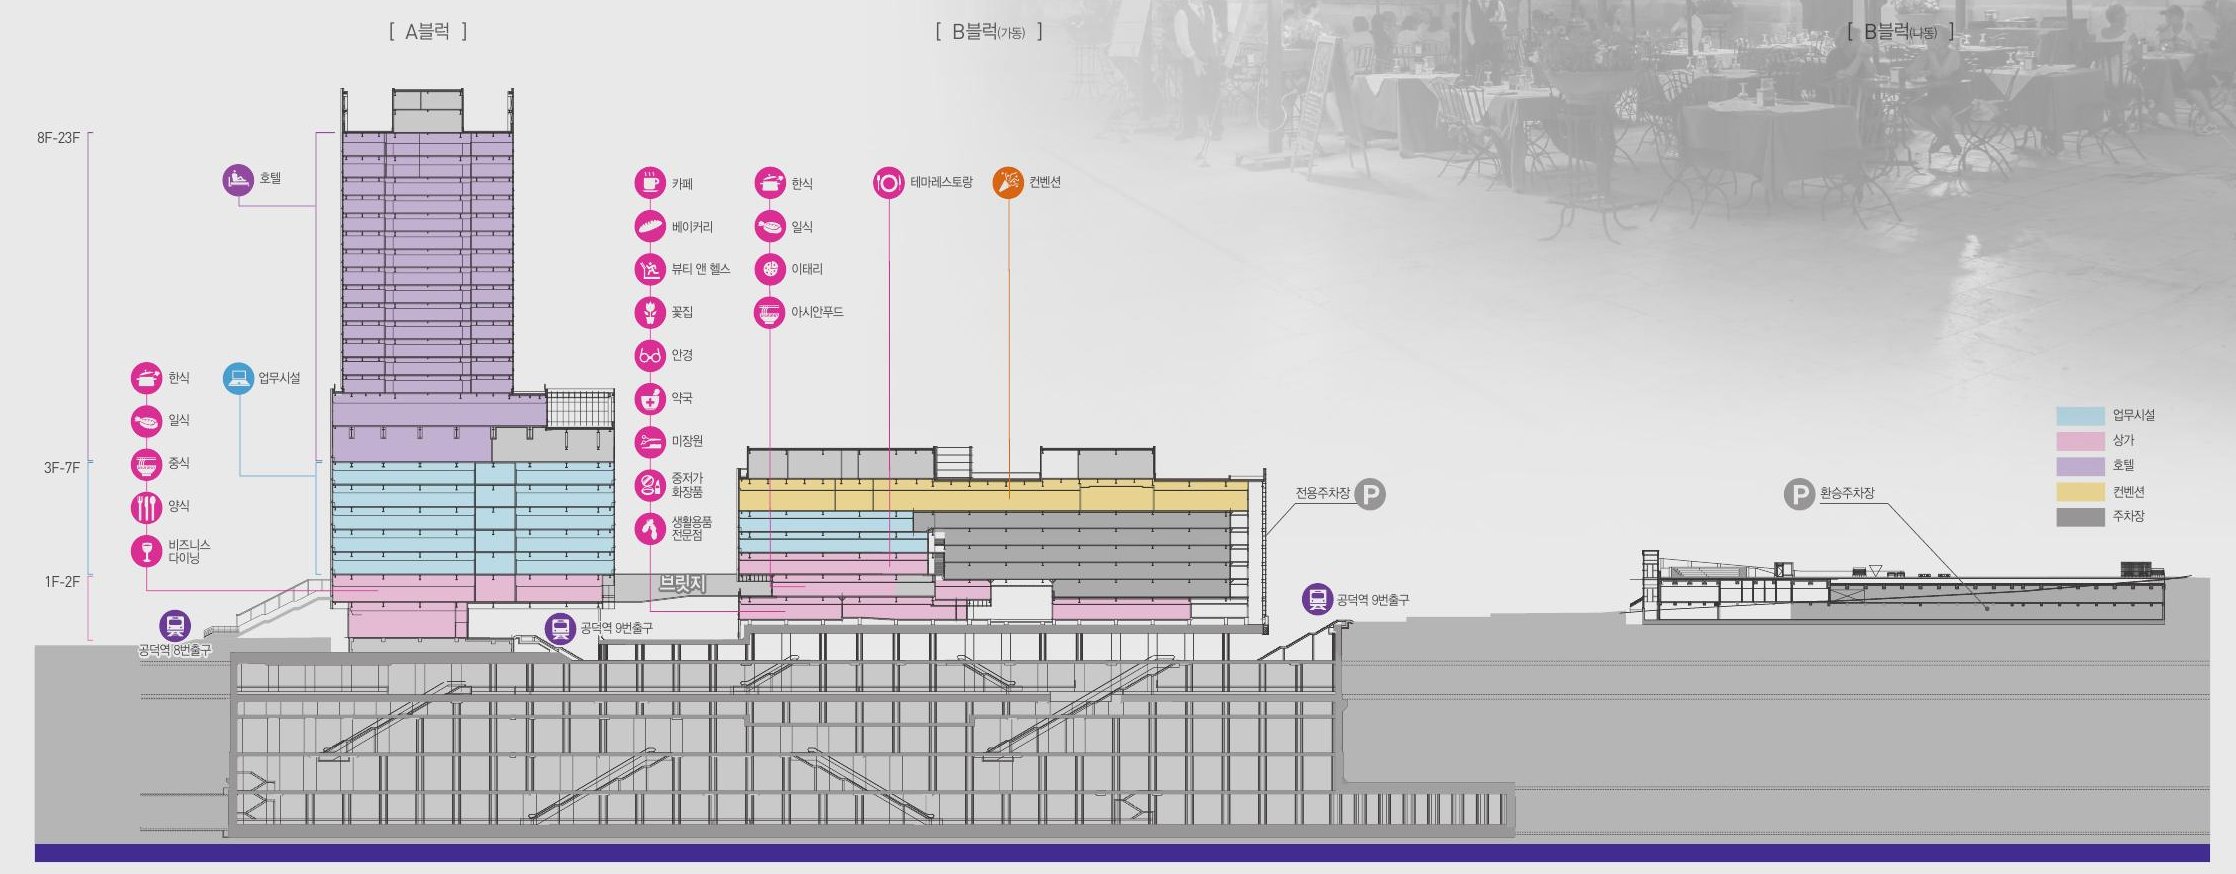 [ A블럭 ]
[ B블럭(가동) ]
[ B블럭(나동) ]
8F-23F
3F-7F
1F-2F
호텔
한식
일식
중식
양식
비즈니스
다이닝
업무시설
카페
베이커리
뷰티 앤 헬스
꽃집
안경
약국
미장원
중저가
화장품
생활용품
전문점
한식
일식
이태리
아시안푸드
테마레스토랑
컨벤션
브릿지
공덕역 8번출구
공덕역 9번출구
전용주차장 P
공덕역 9번출구
P 환승주차장
업무시설
상가
호텔
컨벤션
주차장